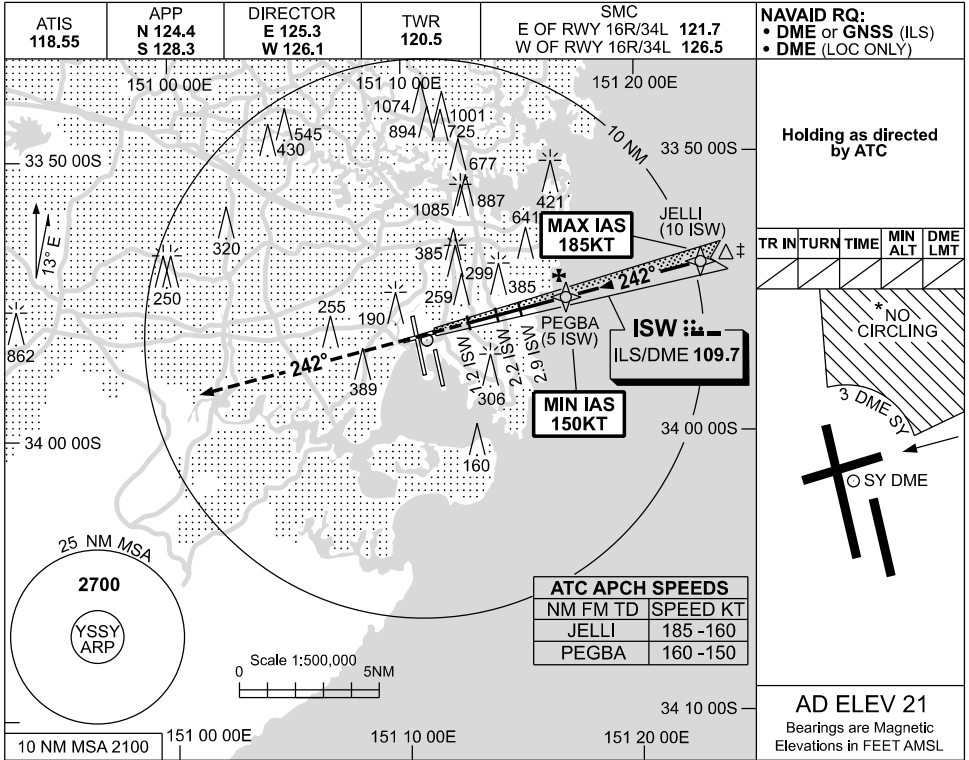 ATIS
118.55
APP
N 124.4
S 128.3
DIRECTOR
E 125.3
W 126.1
TWR
120.5
SMC
E OF RWY 16R/34L 121.7
W OF RWY 16R/34L 126.5
NAVAID RQ:
• DME or GNSS (ILS)
• DME (LOC ONLY)
151 00 00E
151 10 00E
151 20 00E
1074
1001
894
725
545
430
677
10 NM
33 50 00S
33 50 00S
Holding as directed
by ATC
887
1085
421
641
320
13° E
MAX IAS
185KT
JELLI
(10 ISW)
‡
TR IN
TURN
TIME
MIN
ALT
DME
LMT
385
299
385
250
259
242°
255
190
PEGBA
(5 ISW)
ISW
ILS/DME 109.7
862
242°
389
1.2 ISW
2.2 ISW
2.9 ISW
306
MIN IAS
150KT
*NO
CIRCLING
3 DME SY
SY DME
34 00 00S
34 00 00S
160
25 NM MSA
2700
YSSY
ARP
ATC APCH SPEEDS
NM FM TD SPEED KT
JELLI 185 -160
PEGBA 160 -150
Scale 1:500,000
0 5NM
34 10 00S
10 NM MSA 2100
151 00 00E
151 10 00E
151 20 00E
AD ELEV 21
Bearings are Magnetic
Elevations in FEET AMSL